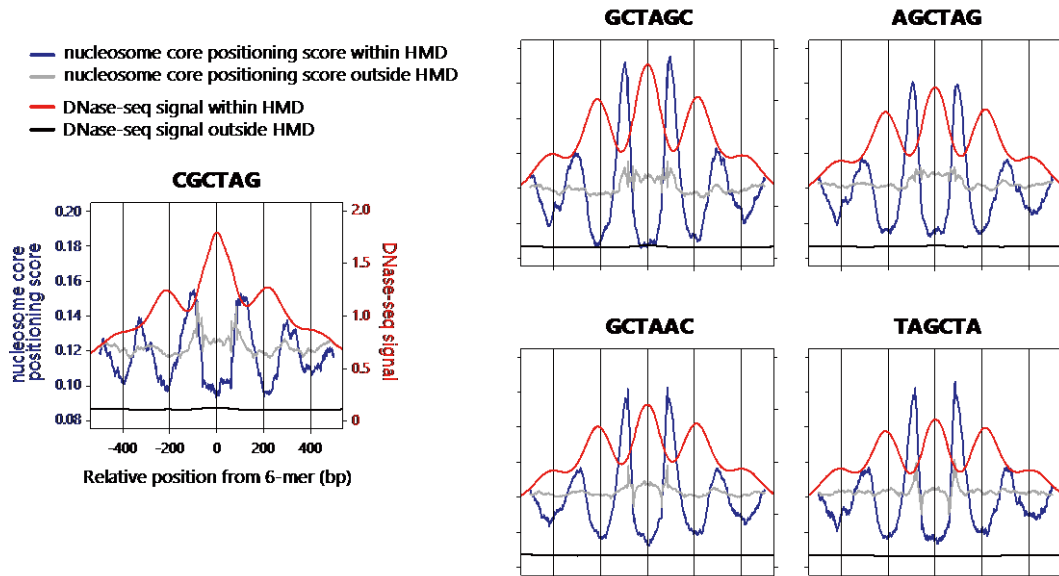 nucleosome core positioning score within HMD
nucleosome core positioning score outside HMD
DNase-seq signal within HMD
DNase-seq signal outside HMD
CGCTAG
nucleosome core
positioning score
0.20
0.18
0.16
0.14
0.12
0.10
0.08
2.0
1.5
1.0
0.5
0
DNase-seq signal
-400 -200 0 200 400
Relative position from 6-mer (bp)
GCTAGC
AGCTAG
GCTAAC
TAGCTA